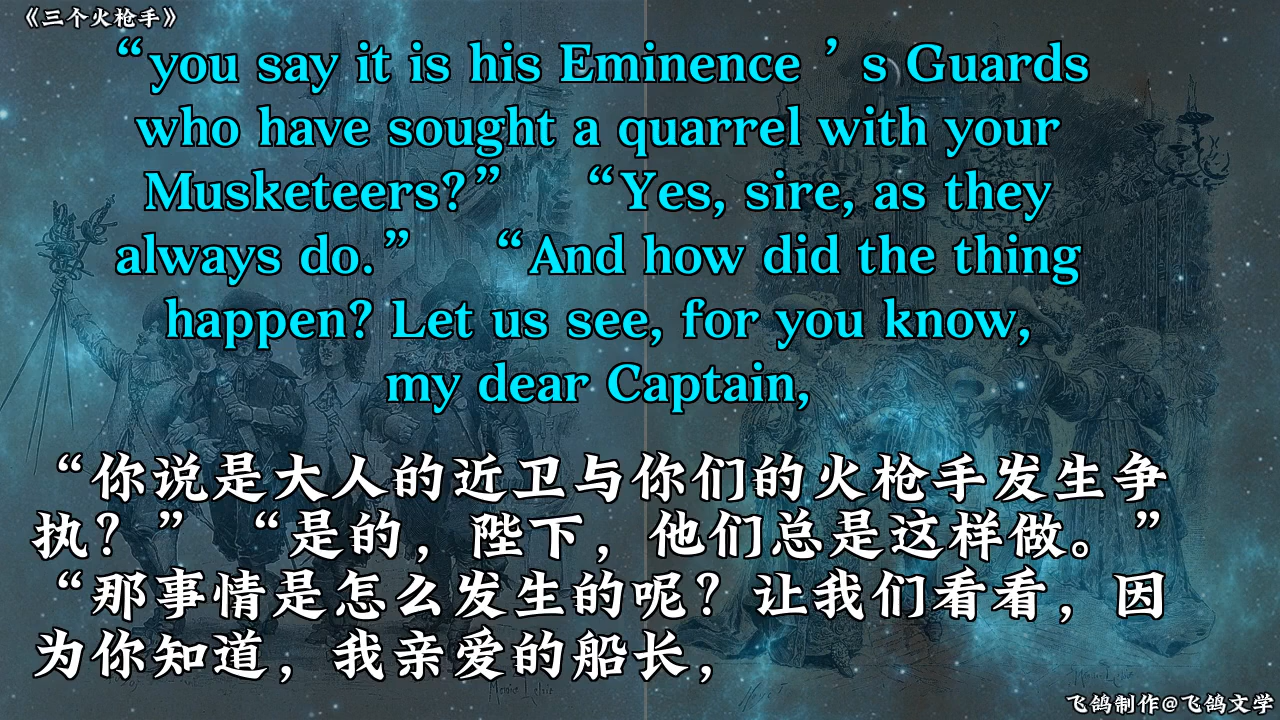 《三个火枪手》
“you say it is his Eminence ’ s Guards
who have sought a quarrel with your
Musketeers?” “Yes, sire, as they
always do.” “And how did the thing
happen? Let us see, for you know,
my dear Captain,
“你说是大人的近卫与你们的火枪手发生争
执？” “是的，陛下，他们总是这样做。”
“那事情是怎么发生的呢？让我们看看，因
为你知道，我亲爱的船长，
飞鸽制作@飞鸽文学